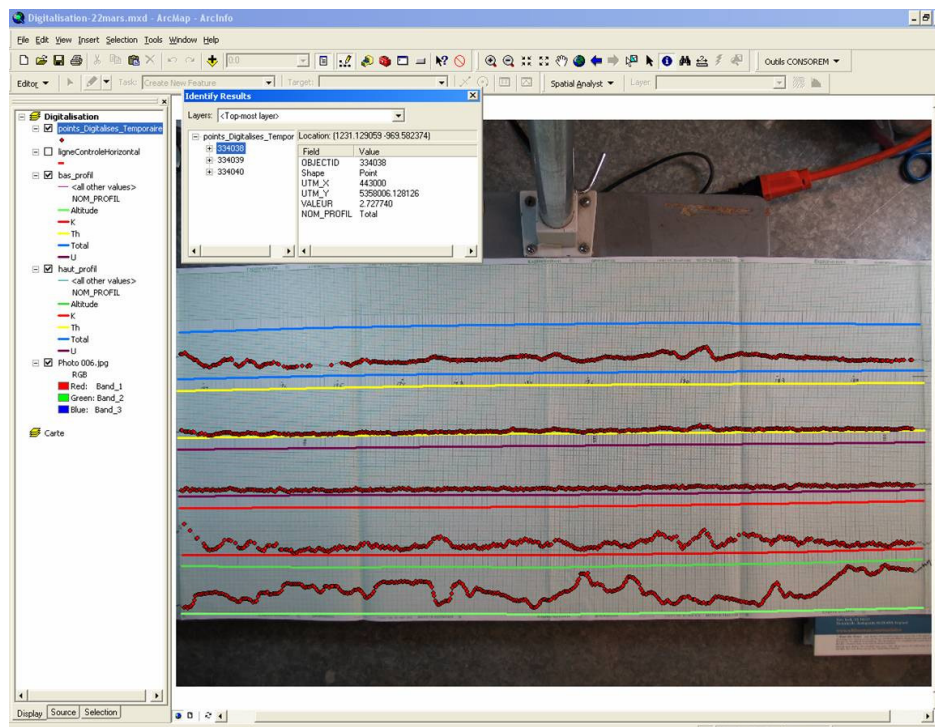 Digitalisation-22mars.mxd - ArcMap - ArcInfo
File Edit View Insert Selection Tools Window Help
0:0
Outils CONSOREM
Editor
Task: Create New Feature
Target:
Spatial Analyst
Layer:
Identify Results
Layers: <Top-most layer>
points_Digitalises_Tempor
334038
334039
334040
Location: (1231.129059 -969.582374)
Field Value
OBJECTID 334038
Shape Point
UTM_X 443000
UTM_Y 5358006.128126
VALEUR 2.727740
NOM_PROFIL Total
Digitalisation
points_Digitalises_Temporaire
ligneControleHorizontal
bas_profil
<all other values>
NOM_PROFIL
Altitude
K
Th
Total
U
haut_profil
<all other values>
NOM_PROFIL
Altitude
K
Th
Total
U
Photo 006.jpg
RGB
Red: Band_1
Green: Band_2
Blue: Band_3
Carte
Display Source Selection